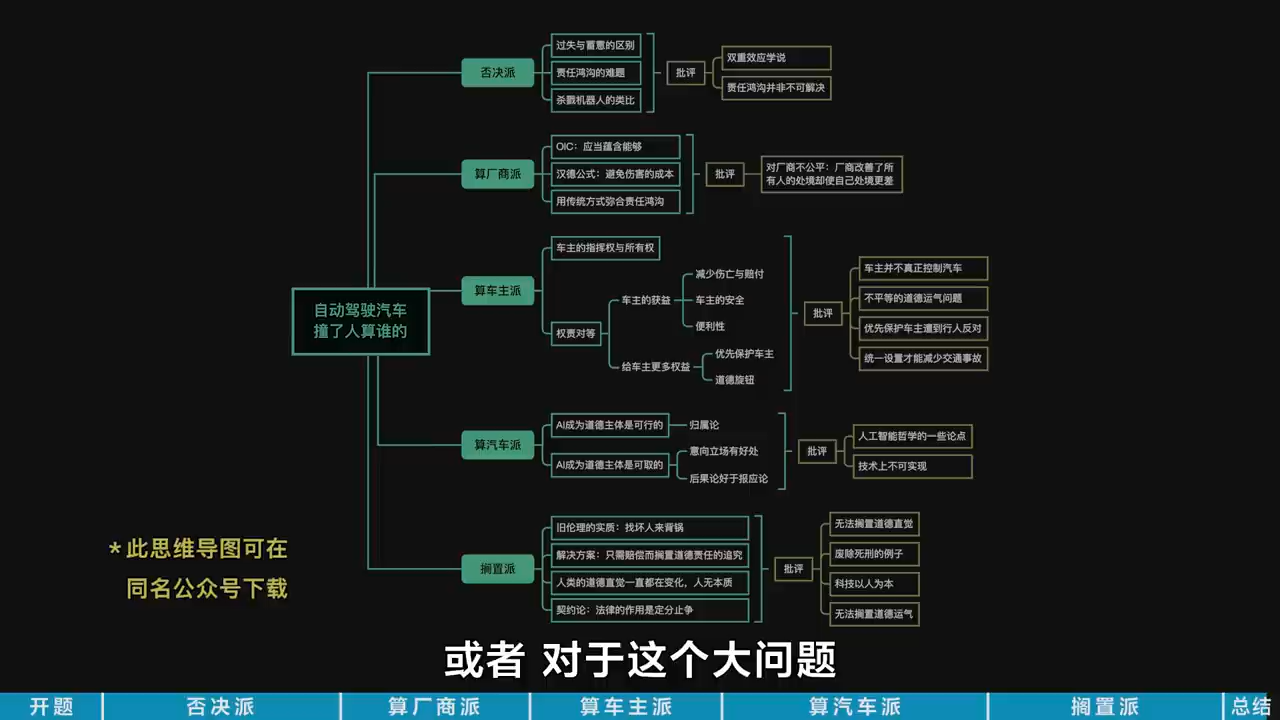 否决派
过失与蓄意的区别
责任鸿沟的难题
杀戮机器人的类比
批评
双重效应学说
责任鸿沟并非不可解决
算厂商派
OIC：应当蕴含能够
汉德公式：避免伤害的成本
用传统方式弥合责任鸿沟
批评
对厂商不公平：厂商改善了所
有人的处境却使自己处境更差
自动驾驶汽车
撞了人算谁的
算车主派
车主的指挥权与所有权
权责对等
车主的获益
减少伤亡与赔付
车主的安全
便利性
给车主更多权益
优先保护车主
道德旋钮
批评
车主并不真正控制汽车
不平等的道德运气问题
优先保护车主遭到行人反对
统一设置才能减少交通事故
算汽车派
AI成为道德主体是可行的
归属论
AI成为道德主体是可取的
意向立场有好处
后果论好于报应论
批评
人工智能哲学的一些论点
技术上不可实现
搁置派
旧伦理的实质：找坏人来背锅
解决方案：只需赔偿而搁置道德责任的追究
人类的道德直觉一直都在变化，人无本质
契约论：法律的作用是定分止争
批评
无法搁置道德直觉
废除死刑的例子
科技以人为本
无法搁置道德运气
*此思维导图可在
同名公众号下载
或者 对于这个大问题
开题
否决派
算厂商派
算车主派
算汽车派
搁置派
总结